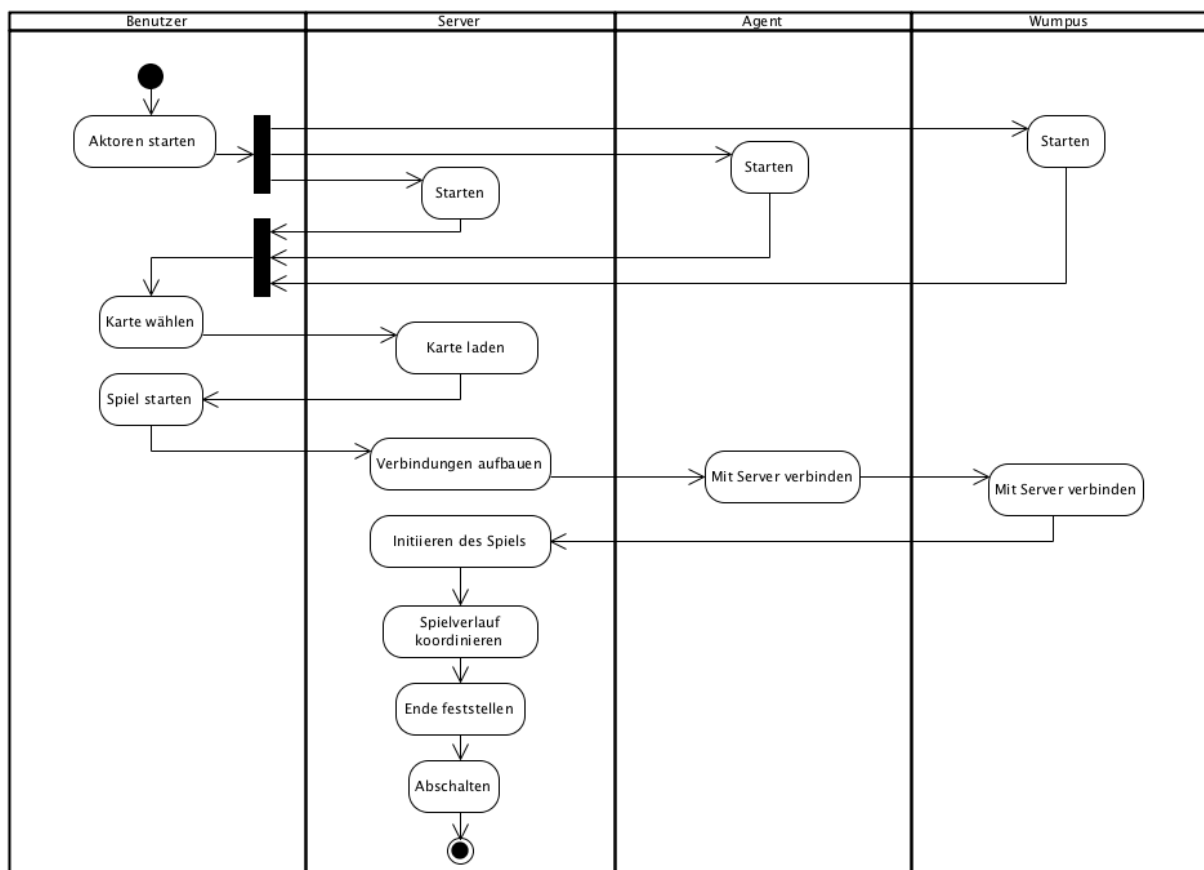 Benutzer
Server
Agent
Wumpus
Aktoren starten
Starten
Starten
Starten
Karte wählen
Karte laden
Spiel starten
Verbindungen aufbauen
Mit Server verbinden
Mit Server verbinden
Initiieren des Spiels
Spielverlauf
koordinieren
Ende feststellen
Abschalten